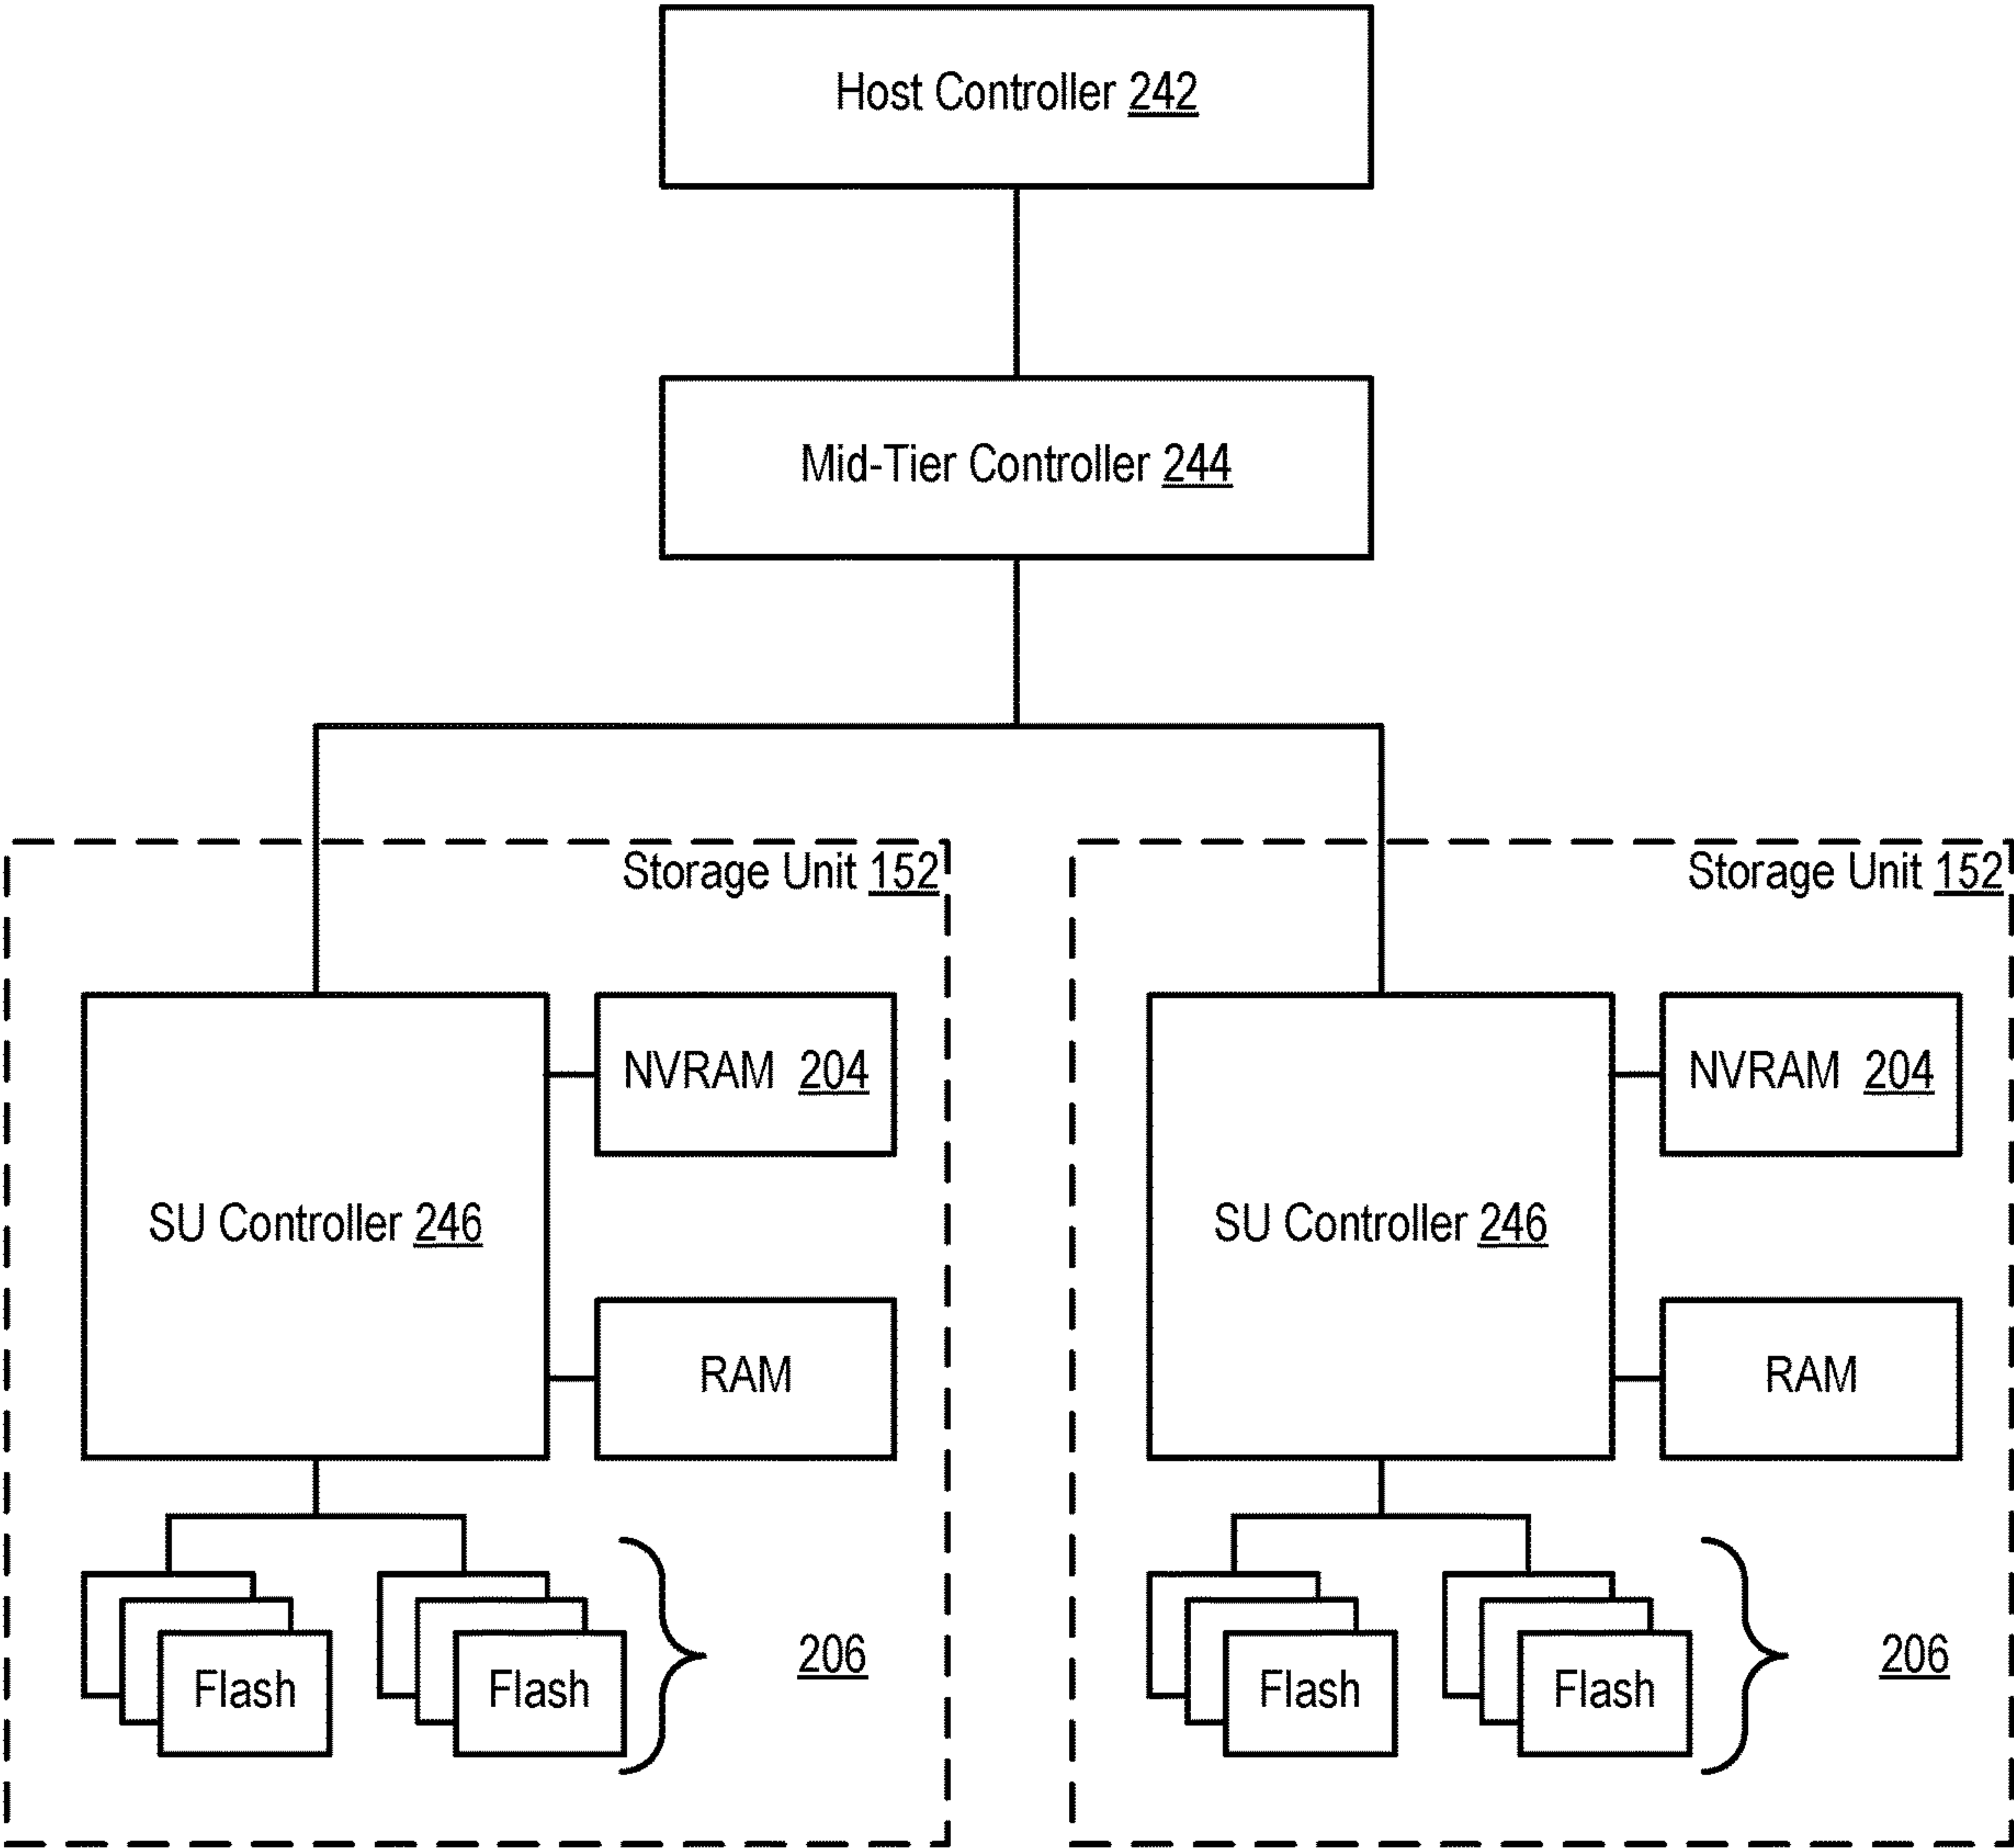 Host Controller 242
Mid-Tier Controller 244
Storage Unit 152
NVRAM 204
SU Controller 246
RAM
Flash
Flash
206
Storage Unit 152
NVRAM 204
SU Controller 246
RAM
Flash
Flash
206